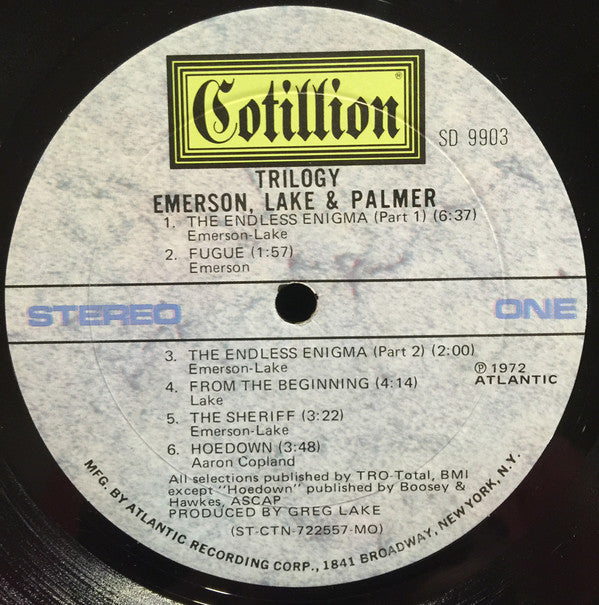 Cotillion®
SD 9903
TRILOGY
EMERSON, LAKE & PALMER
1. THE ENDLESS ENIGMA (Part 1) (6:37)
Emerson-Lake
2. FUGUE (1:57)
Emerson
STEREO
ONE
3. THE ENDLESS ENIGMA (Part 2) (2:00)
Emerson-Lake
4. FROM THE BEGINNING (4:14)
Lake
5. THE SHERIFF (3:22)
Emerson-Lake
6. HOEDOWN (3:48)
Aaron Copland
℗ 1972
ATLANTIC
All selections published by TRO-Total, BMI
except "Hoedown" published by Boosey &
Hawkes, ASCAP
PRODUCED BY GREG LAKE
(ST-CTN-722557-MO)
MFG. BY ATLANTIC RECORDING CORP., 1841 BROADWAY, NEW YORK, N.Y.